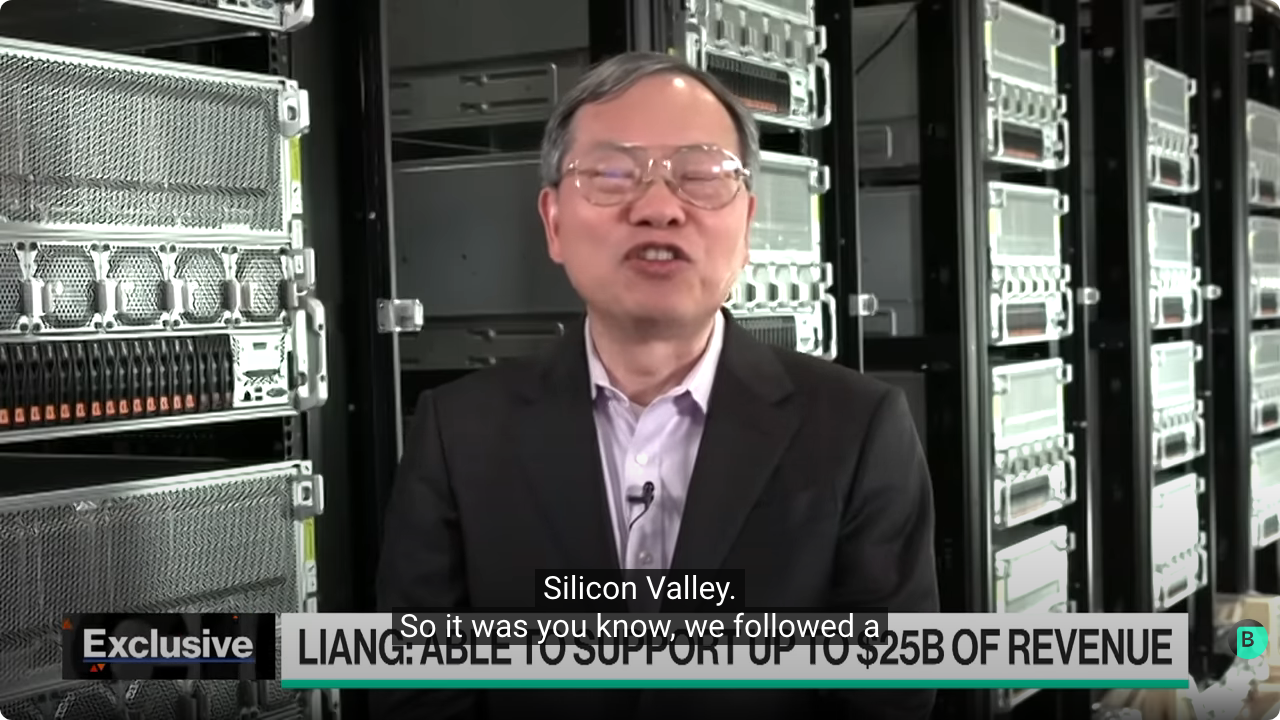 Silicon Valley.
So it was you know, we followed a
Exclusive
LIANG: ABLE TO SUPPORT UP TO $25B OF REVENUE
B